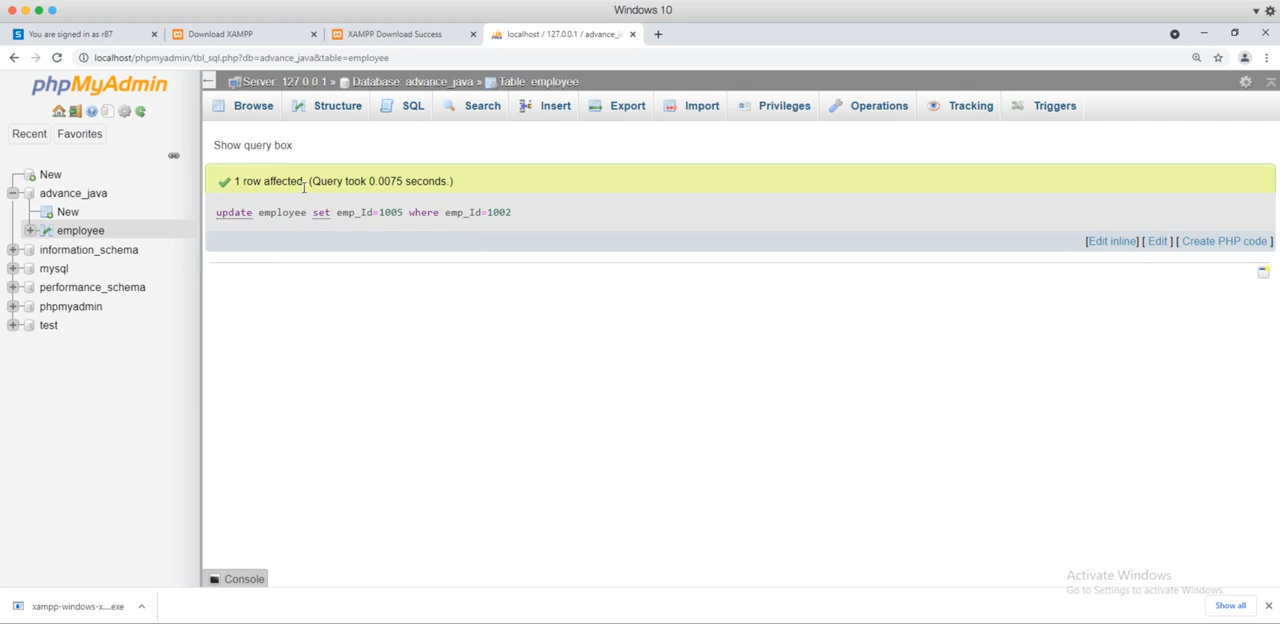 Windows 10
You are signed in as r87
Download XAMPP
XAMPP Download Success
localhost / 127.0.0.1 / advance_ja
localhost/phpmyadmin/tbl_sql.php?db=advance_java&table=employee
phpMyAdmin
Server: 127.0.0.1 » Database: advance_java » Table: employee
Browse Structure SQL Search Insert Export Import Privileges Operations Tracking Triggers
Recent Favorites
Show query box
New
advance_java
New
employee
information_schema
mysql
performance_schema
phpmyadmin
test
1 row affected. (Query took 0.0075 seconds.)
update employee set emp_Id=1005 where emp_Id=1002
[Edit inline] [ Edit ] [ Create PHP code ]
Console
Activate Windows
Go to Settings to activate Windows.
xampp-windows-x....exe
Show all